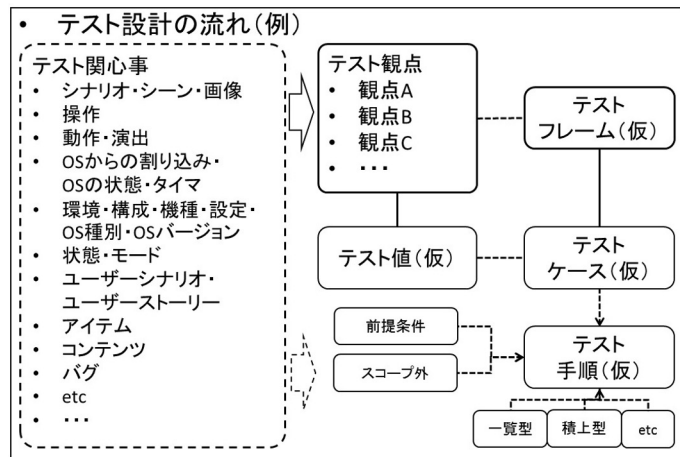 • テスト設計の流れ(例)
テスト関心事
• シナリオ・シーン・画像
• 操作
• 動作・演出
• OSからの割り込み・
OSの状態・タイマ
• 環境・構成・機種・設定・
OS種別・OSバージョン
• 状態・モード
• ユーザーシナリオ・
ユーザーストーリー
• アイテム
• コンテンツ
• バグ
• etc
• ・・・
テスト観点
• 観点A
• 観点B
• 観点C
• ・・・
テスト
フレーム(仮)
テスト値(仮)
テスト
ケース(仮)
前提条件
スコープ外
テスト
手順(仮)
一覧型
積上型
etc